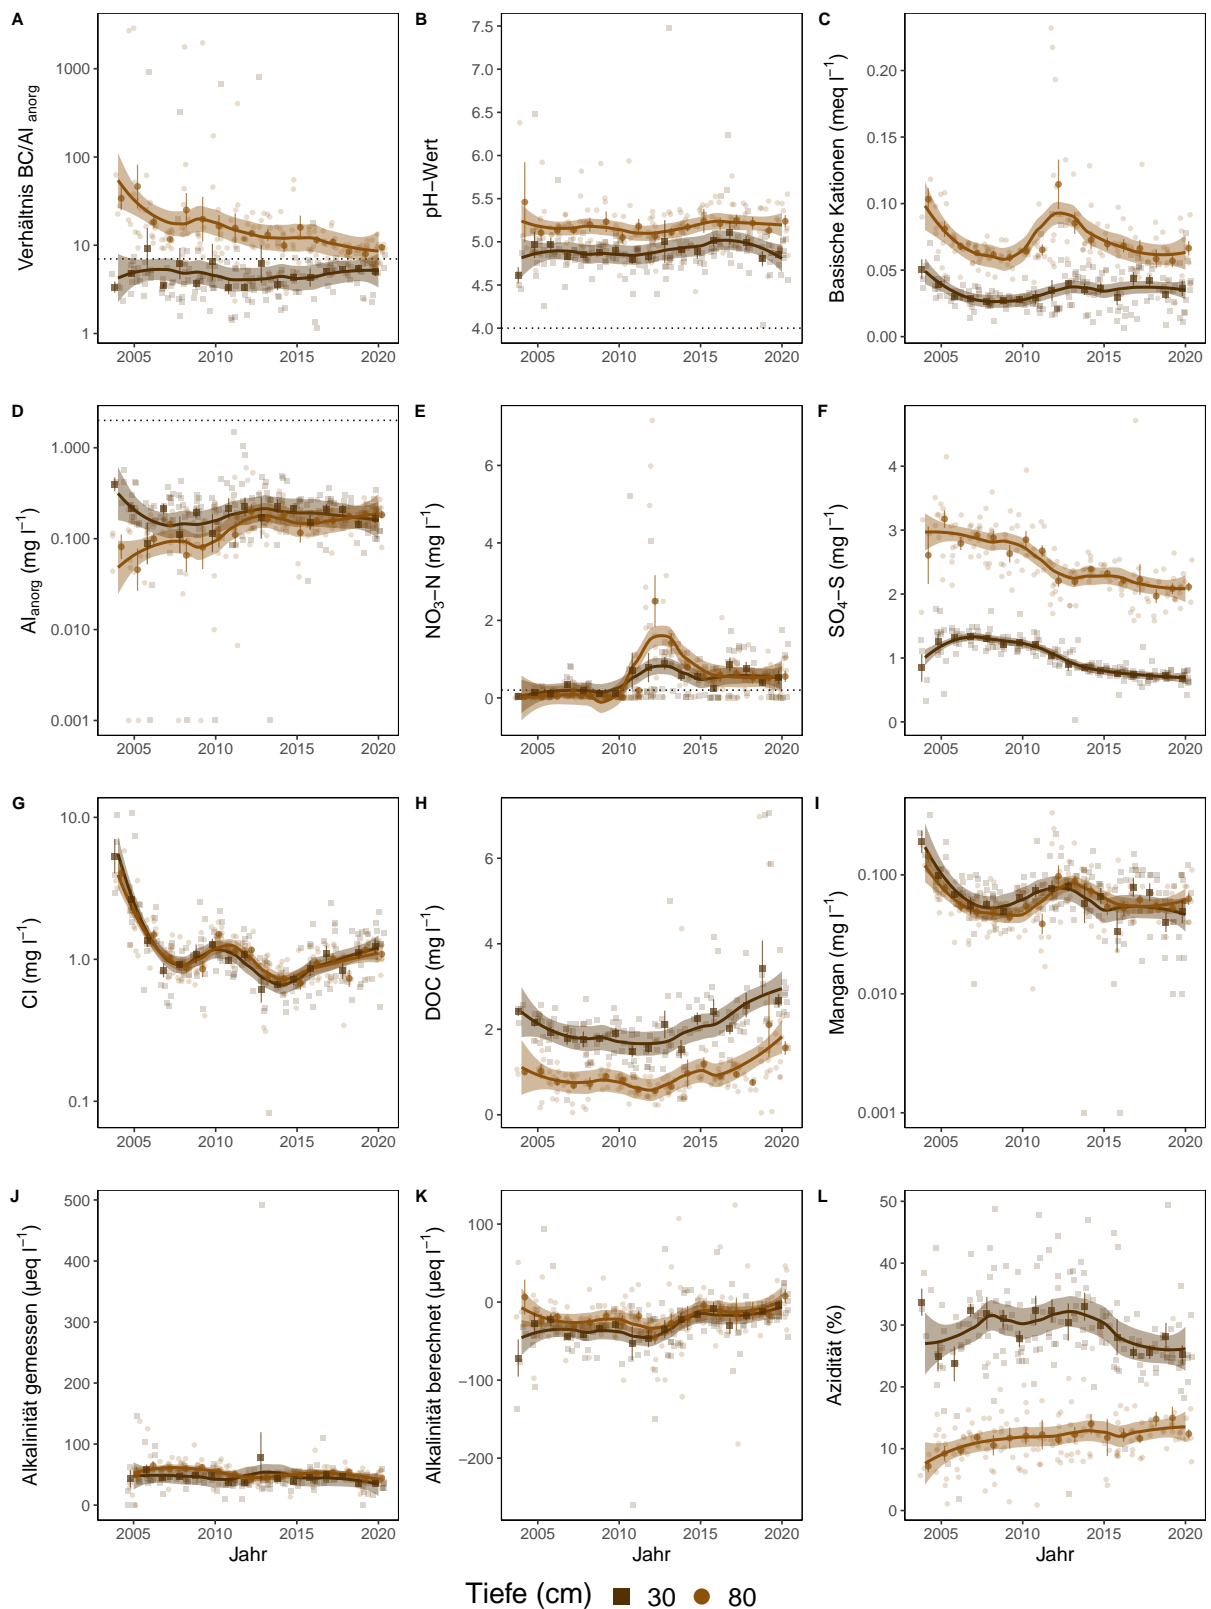 A
Verhältnis BC/Al anorg
1000
100
10
1
2005 2010 2015 2020
B
pH−Wert
7.5
7.0
6.5
6.0
5.5
5.0
4.5
4.0
2005 2010 2015 2020
C
Basische Kationen (meq l−1)
0.20
0.15
0.10
0.05
0.00
2005 2010 2015 2020
D
Alanorg (mg l−1)
1.000
0.100
0.010
0.001
2005 2010 2015 2020
E
NO3−N (mg l−1)
6
4
2
0
2005 2010 2015 2020
F
SO4−S (mg l−1)
4
3
2
1
0
2005 2010 2015 2020
G
Cl (mg l−1)
10.0
1.0
0.1
2005 2010 2015 2020
H
DOC (mg l−1)
6
4
2
0
2005 2010 2015 2020
I
Mangan (mg l−1)
0.100
0.010
0.001
2005 2010 2015 2020
J
Alkalinität gemessen (µeq l−1)
500
400
300
200
100
0
2005 2010 2015 2020
Jahr
K
Alkalinität berechnet (µeq l−1)
100
0
−100
−200
2005 2010 2015 2020
Jahr
L
Azidität (%)
50
40
30
20
10
0
2005 2010 2015 2020
Jahr
Tiefe (cm) 30 80